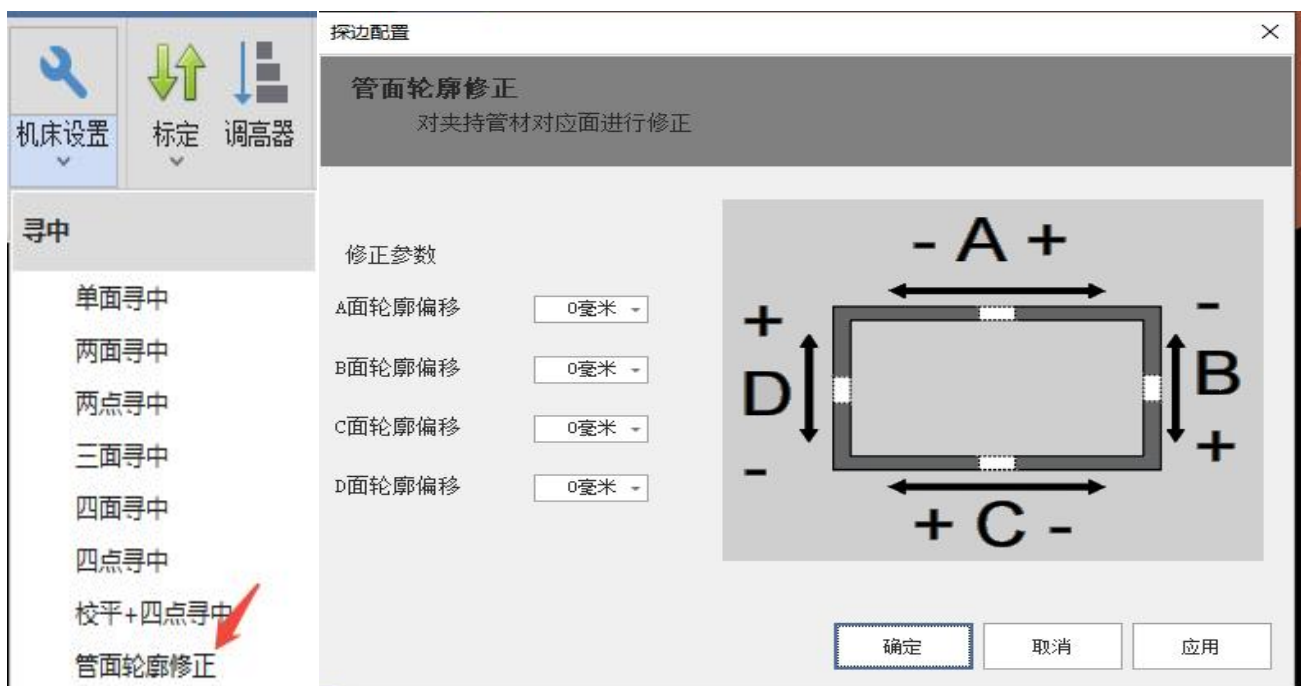 机床设置
标定
调高器
寻中
单面寻中
两面寻中
两点寻中
三面寻中
四面寻中
四点寻中
校平+四点寻中
管面轮廓修正
探边配置
管面轮廓修正
对夹持管材对应面进行修正
修正参数
A面轮廓偏移 0毫米
B面轮廓偏移 0毫米
C面轮廓偏移 0毫米
D面轮廓偏移 0毫米
- A +
+
D
-
-
B
+
+ C -
确定 取消 应用